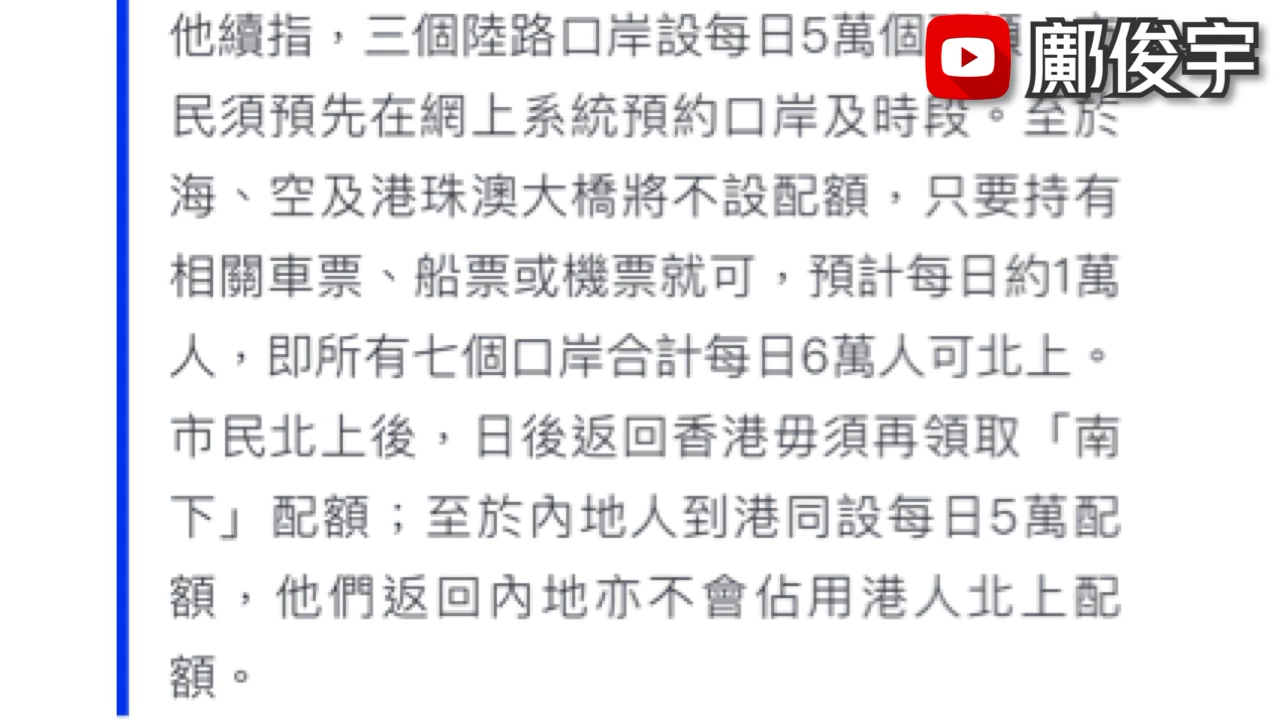 他續指，三個陸路口岸設每日5萬個
鄺俊宇
民須預先在網上系統預約口岸及時段。至於
海、空及港珠澳大橋將不設配額，只要持有
相關車票、船票或機票就可，預計每日約1萬
人，即所有七個口岸合計每日6萬人可北上。
市民北上後，日後返回香港毋須再領取「南
下」配額；至於內地人到港同設每日5萬配
額，他們返回內地亦不會佔用港人北上配
額。